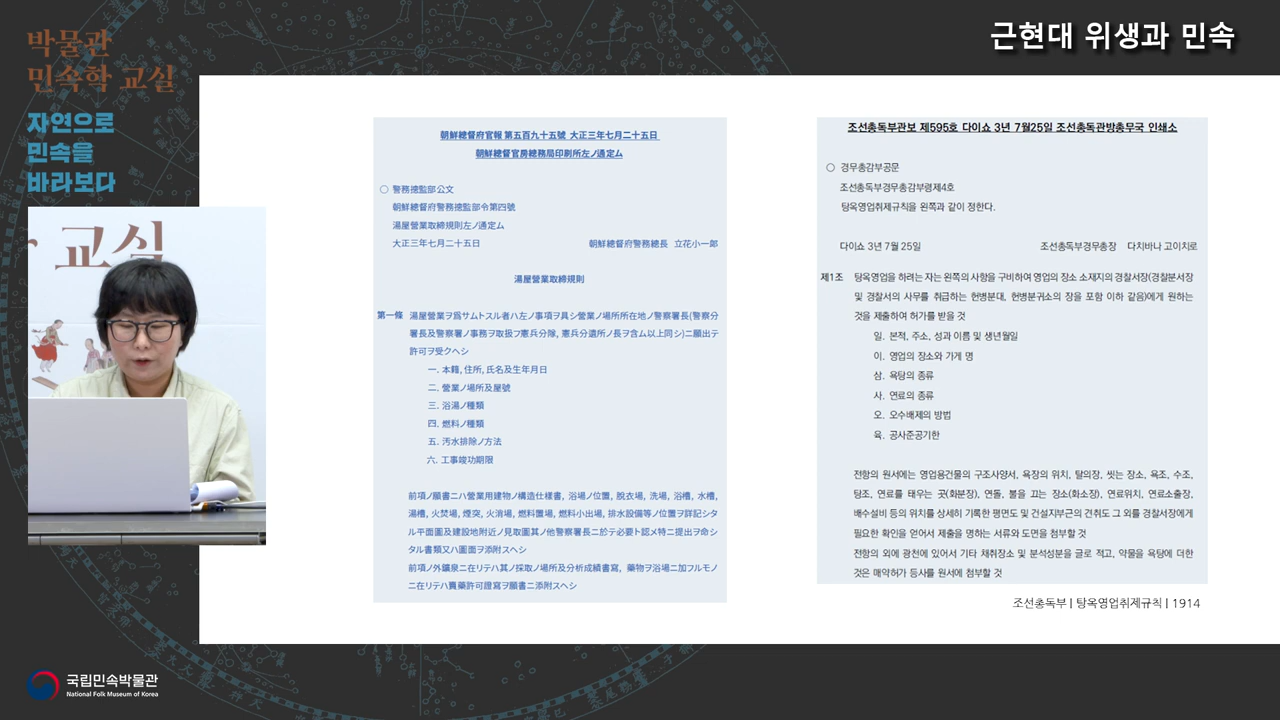 박물관
민속학 교실
자연으로
민속을
바라보다
교실
근현대 위생과 민속
朝鮮總督府官報 第五百九十五號 大正三年七月二十五日
朝鮮總督官房總務局印刷所左ノ通定ム
○ 警務摠監部公文
朝鮮總督府警務摠監部令第四號
湯屋營業取締規則左ノ通定ム
大正三年七月二十五日 朝鮮總督府警務總長 立花小一郞
湯屋營業取締規則
第一條 湯屋營業ヲ爲サムトスル者ハ左ノ事項ヲ具シ營業ノ場所所在地ノ警察署長(警察分
署長及警察署ノ事務ヲ取扱フ憲兵分隊, 憲兵分遺所ノ長ヲ含ム以上同シ)ニ願出テ
許可ヲ受クヘシ
一. 本籍, 住所, 氏名及生年月日
二. 營業ノ場所及屋號
三. 浴湯ノ種類
四. 燃料ノ種類
五. 汚水排除ノ方法
六. 工事竣功期限
前項ノ願書ニハ營業用建物ノ構造仕樣書, 浴場ノ位置, 脫衣場, 洗場, 浴槽, 水槽,
湯槽, 火焚場, 煙突, 火消場, 燃料置場, 燃料小出場, 排水設備等ノ位置ヲ詳記シタ
ル平面圖及建設地附近ノ見取圖其ノ他警察署長ニ於テ必要ト認メ特ニ提出ヲ命シ
タル書類又ハ圖面ヲ添附スヘシ
前項ノ外鑛泉ニ在リテハ其ノ採取ノ場所及分析成績書寫, 藥物ヲ浴場ニ加フルモノ
ニ在リテハ賣藥許可證寫ヲ願書ニ添附スヘシ
조선총독부관보 제595호 다이쇼 3년 7월25일 조선총독관방총무국 인쇄소
○ 경무총감부공문
조선총독부경무총감부령제4호
탕옥영업취제규칙을 왼쪽과 같이 정한다.
다이쇼 3년 7월 25일 조선총독부경무총장 다치바나 고이치로
제1조 탕옥영업을 하려는 자는 왼쪽의 사항을 구비하여 영업의 장소 소재지의 경찰서장(경찰분서장
및 경찰서의 사무를 취급하는 헌병분대, 헌병분귀소의 장을 포함 이하 같음)에게 원하는
것을 제출하여 허가를 받을 것
일. 본적, 주소, 성과 이름 및 생년월일
이. 영업의 장소와 가게 명
삼. 욕탕의 종류
사. 연료의 종류
오. 오수배제의 방법
육. 공사준공기한
전항의 원서에는 영업용건물의 구조사양서, 욕장의 위치, 탈의장, 씻는 장소, 욕조, 수조,
탕조, 연료를 태우는 곳(화분장), 연돌, 불을 끄는 장소(화소장), 연료위치, 연료소출장,
배수설비 등의 위치를 상세히 기록한 평면도 및 건설지부근의 견취도 그 외를 경찰서장에게
필요한 확인을 얻어서 제출을 명하는 서류와 도면을 첨부할 것
전항의 외에 광천에 있어서 기타 채취장소 및 분석성분을 글로 적고, 약물을 욕탕에 더한
것은 매약허가 등사를 원서에 첨부할 것
조선총독부 | 탕옥영업취제규칙 | 1914
국립민속박물관
National Folk Museum of Korea